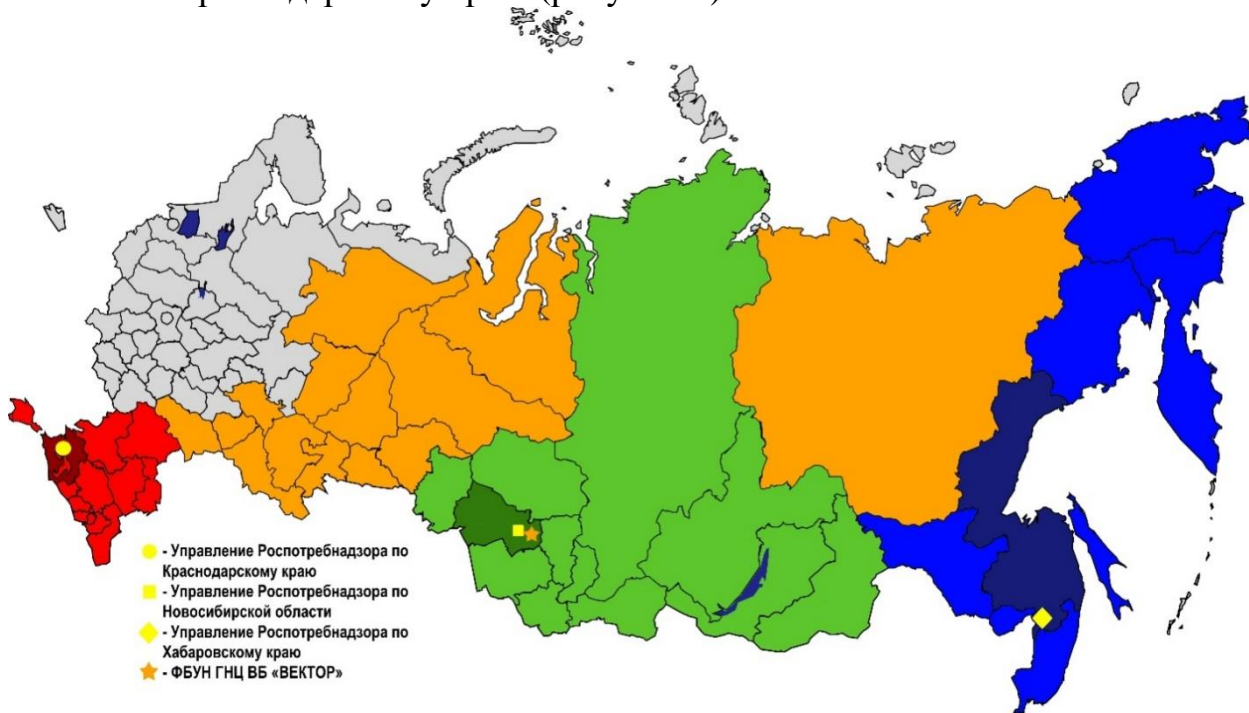 - Управление Роспотребнадзора по
Краснодарскому краю
- Управление Роспотребнадзора по
Новосибирской области
- Управление Роспотребнадзора по
Хабаровскому краю
- ФБУН ГНЦ ВБ «ВЕКТОР»